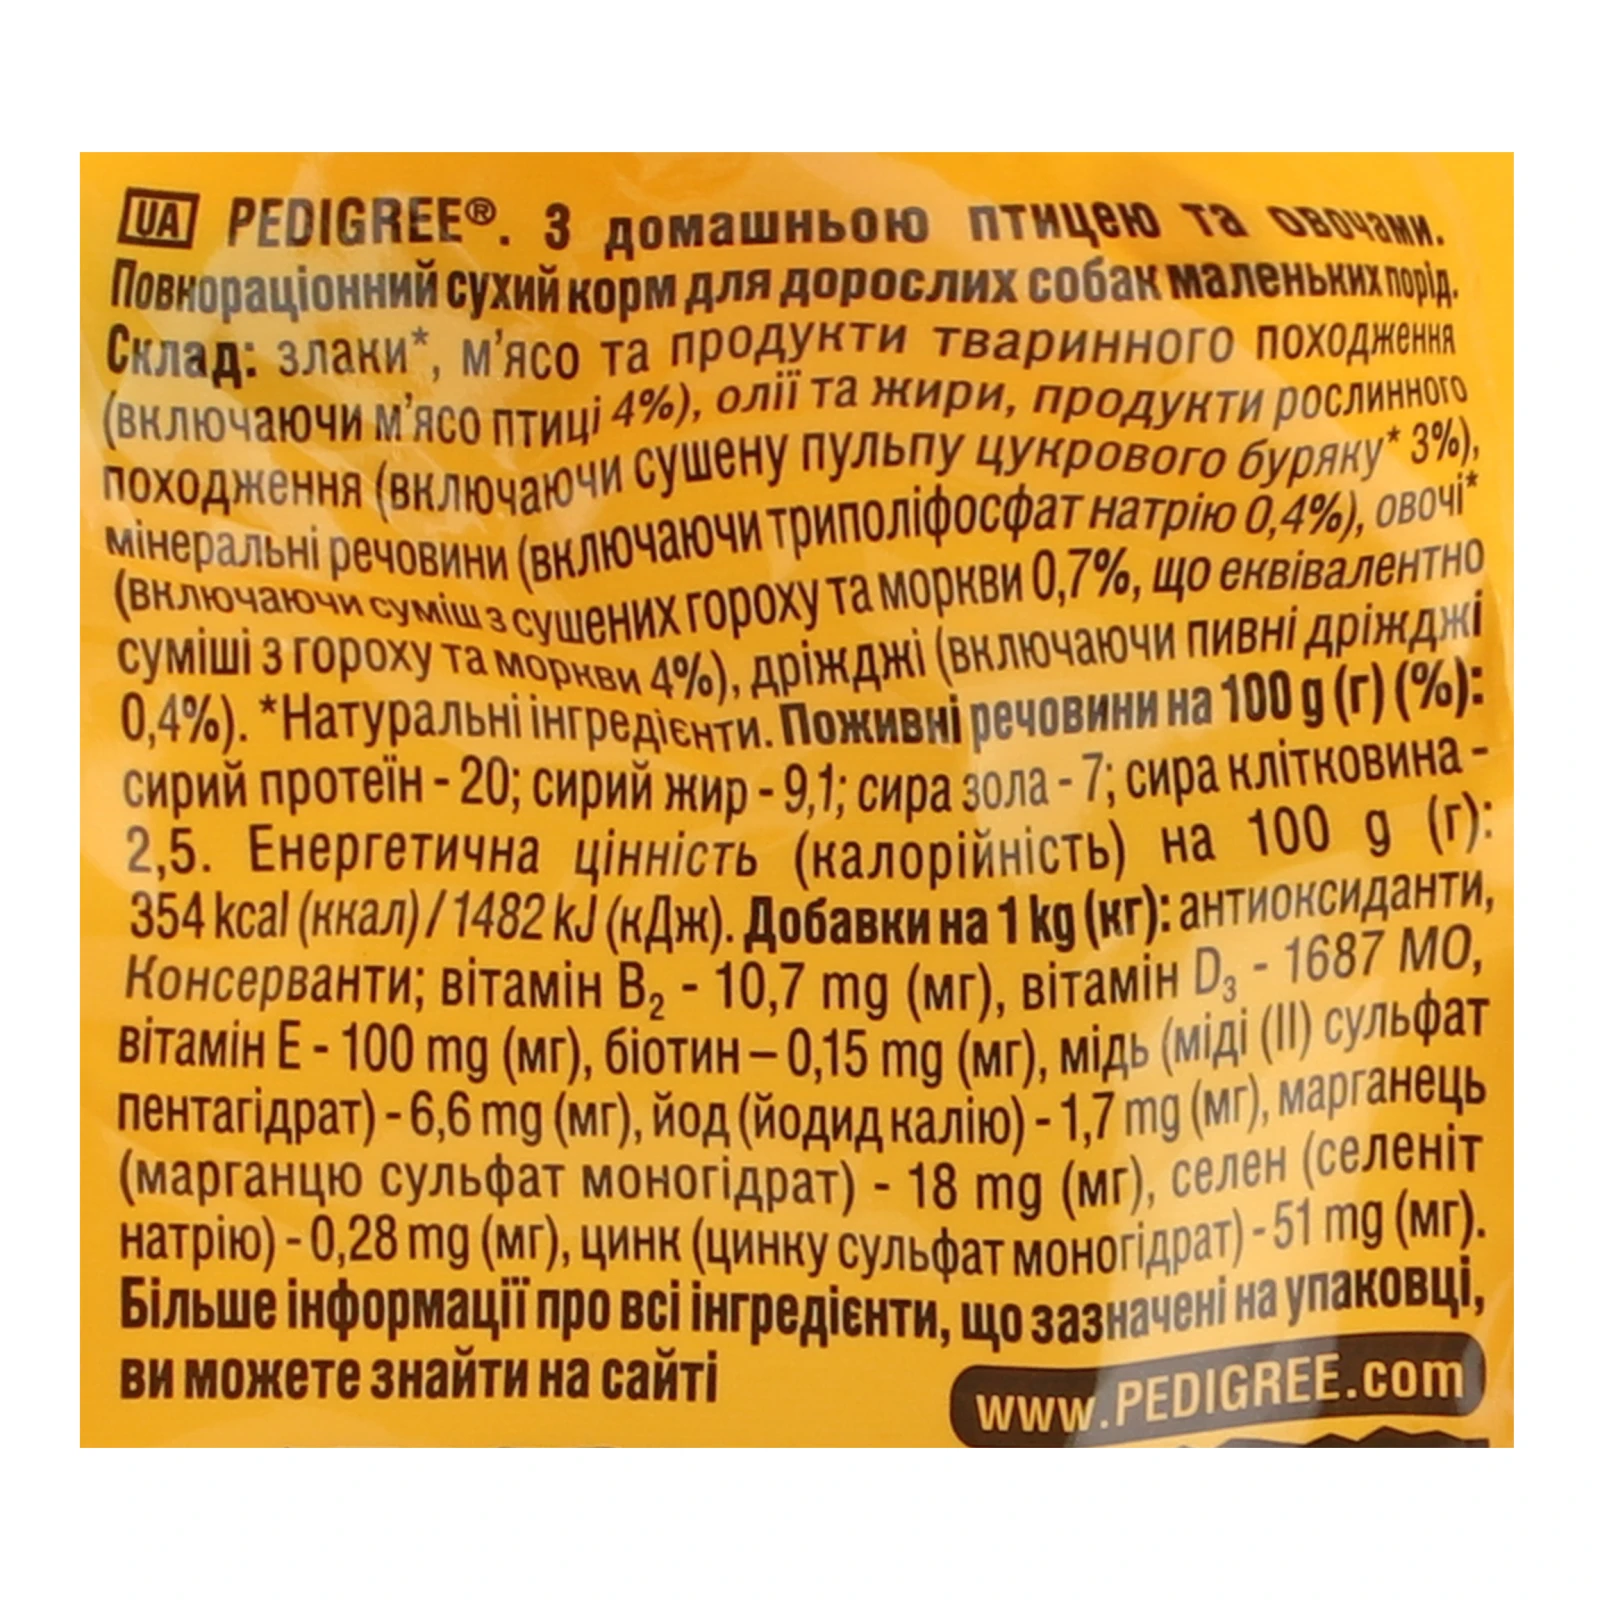 UA PEDIGREE®. З домашньою птицею та овочами.
Повнораціонний сухий корм для дорослих собак маленьких порід.
Склад: злаки*, м'ясо та продукти тваринного походження
(включаючи м'ясо птиці 4%), олії та жири, продукти рослинного
походження (включаючи сушену пульпу цукрового буряку* 3%),
мінеральні речовини (включаючи триполіфосфат натрію 0,4%), овочі*
(включаючи суміш з сушених гороху та моркви 0,7%, що еквівалентно
суміші з гороху та моркви 4%), дріжджі (включаючи пивні дріжджі
0,4%). *Натуральні інгредієнти. Поживні речовини на 100 g (г) (%):
сирий протеїн - 20; сирий жир - 9,1; сира зола - 7; сира клітковина -
2,5. Енергетична цінність (калорійність) на 100 g (г):
354 kcal (ккал) / 1482 kJ (кДж). Добавки на 1 kg (кг): антиоксиданти,
Консерванти; вітамін B₂ - 10,7 mg (мг), вітамін D₃ - 1687 МО,
вітамін Е - 100 mg (мг), біотин – 0,15 mg (мг), мідь (міді (II) сульфат
пентагідрат) - 6,6 mg (мг), йод (йодид калію) - 1,7 mg (мг), марганець
(марганцю сульфат моногідрат) - 18 mg (мг), селен (селеніт
натрію) - 0,28 mg (мг), цинк (цинку сульфат моногідрат) - 51 mg (мг).
Більше інформації про всі інгредієнти, що зазначені на упаковці,
ви можете знайти на сайті
www.PEDIGREE.com